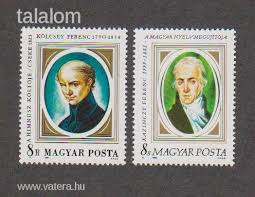 talalom
KÖLCSEY FERENC 1790-1838
A HIMNUSZ KÖLTŐJE
8 Ft MAGYAR POSTA
A MAGYAR NYELV MEGÚJÍTÓJA
KAZINCZY FERENC 1759-1831
8 Ft MAGYAR POSTA
www.vatera.hu